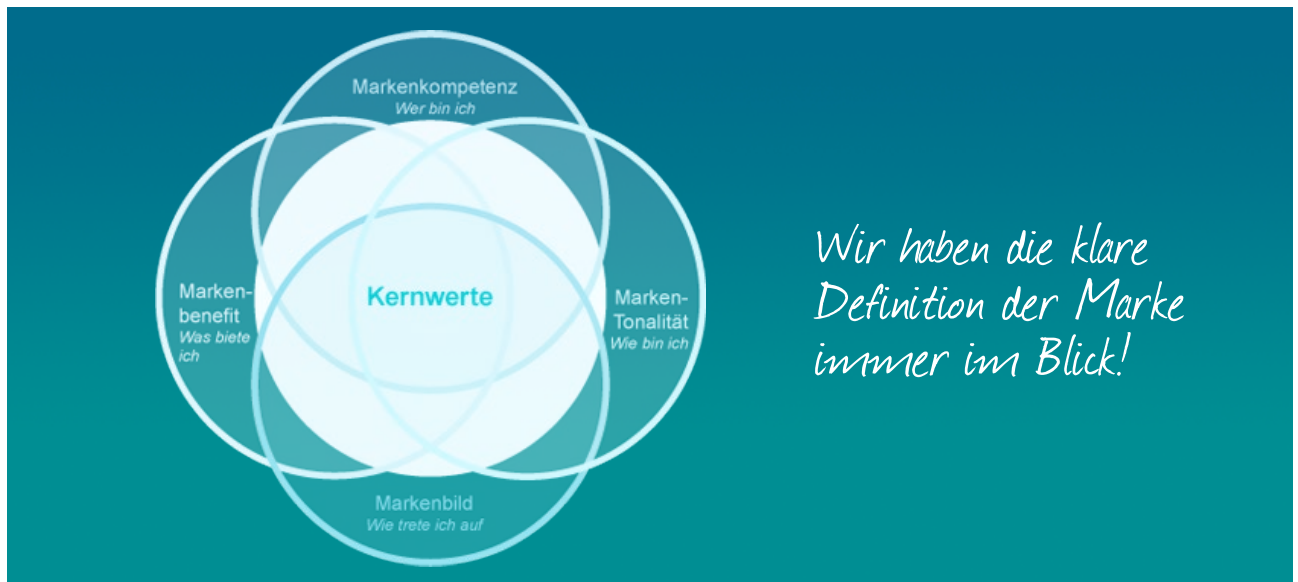 Markenkompetenz
Wer bin ich
Marken-
benefit
Was biete
ich
Kernwerte
Marken-
Tonalität
Wie bin ich
Markenbild
Wie trete ich auf
Wir haben die klare
Definition der Marke
immer im Blick!